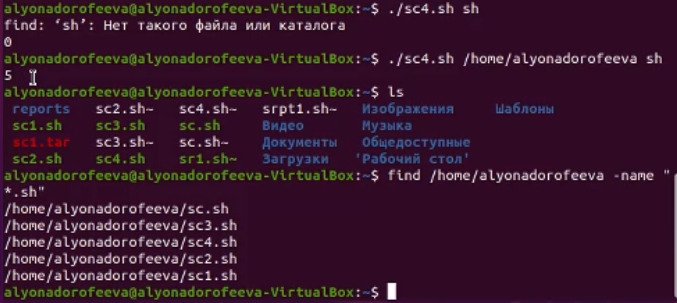 alyonadorofeeva@alyonadorofeeva-VirtualBox:~$ ./sc4.sh sh
find: ‘sh’: Нет такого файла или каталога
0
alyonadorofeeva@alyonadorofeeva-VirtualBox:~$ ./sc4.sh /home/alyonadorofeeva sh
5
alyonadorofeeva@alyonadorofeeva-VirtualBox:~$ ls
reports sc2.sh~ sc4.sh~ srpt1.sh~ Изображения Шаблоны
sc1.sh sc3.sh sc.sh Видео Музыка
sc1.tar sc3.sh~ sc.sh~ Документы Общедоступные
sc2.sh sc4.sh sr1.sh~ Загрузки 'Рабочий стол'
alyonadorofeeva@alyonadorofeeva-VirtualBox:~$ find /home/alyonadorofeeva -name "
*.sh"
/home/alyonadorofeeva/sc.sh
/home/alyonadorofeeva/sc3.sh
/home/alyonadorofeeva/sc4.sh
/home/alyonadorofeeva/sc2.sh
/home/alyonadorofeeva/sc1.sh
alyonadorofeeva@alyonadorofeeva-VirtualBox:~$